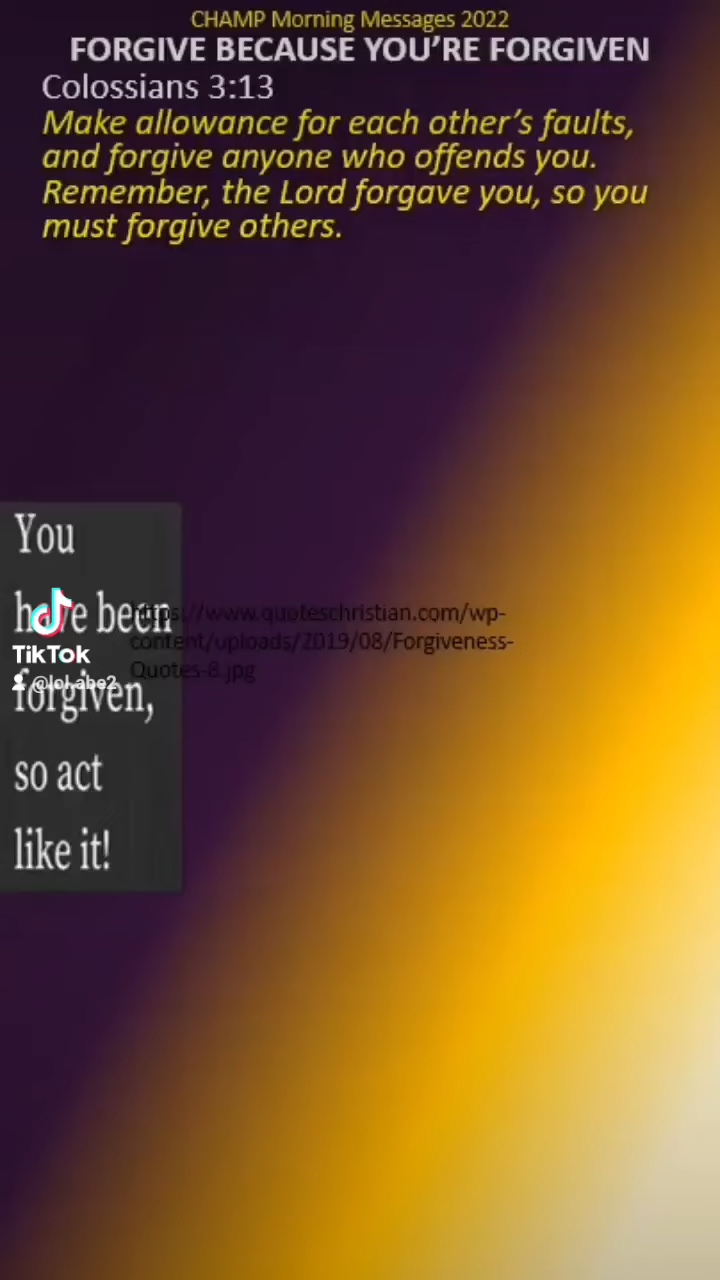 CHAMP Morning Messages 2022
FORGIVE BECAUSE YOU’RE FORGIVEN
Colossians 3:13
Make allowance for each other’s faults,
and forgive anyone who offends you.
Remember, the Lord forgave you, so you
must forgive others.
You
have been
forgiven,
so act
like it!
https://www.quoteschristian.com/wp-
content/uploads/2019/08/Forgiveness-
Quotes-8.jpg
TikTok
@lol.abe2